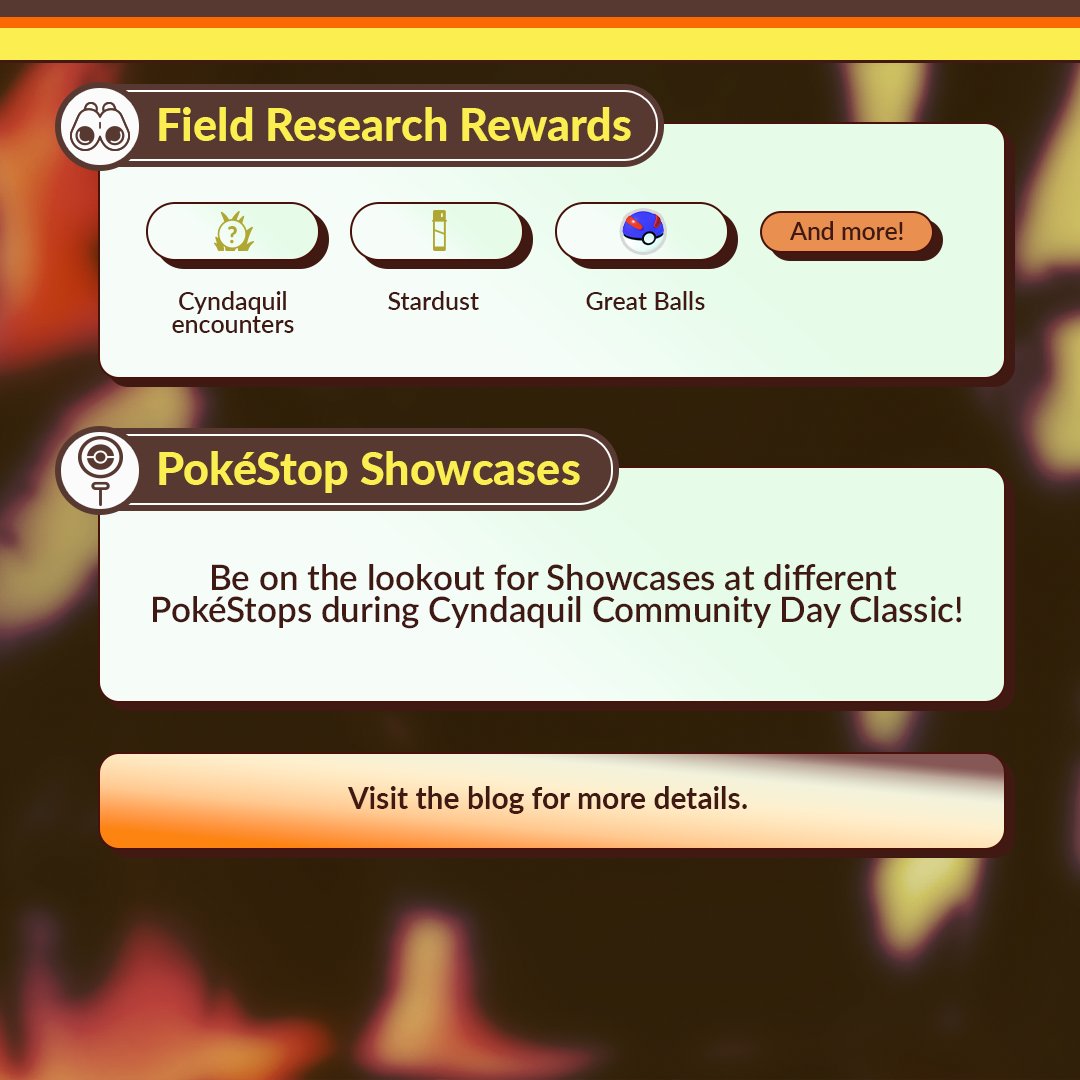 Field Research Rewards
?
And more!
Cyndaquil
encounters
Stardust
Great Balls
PokéStop Showcases
Be on the lookout for Showcases at different
PokéStops during Cyndaquil Community Day Classic!
Visit the blog for more details.